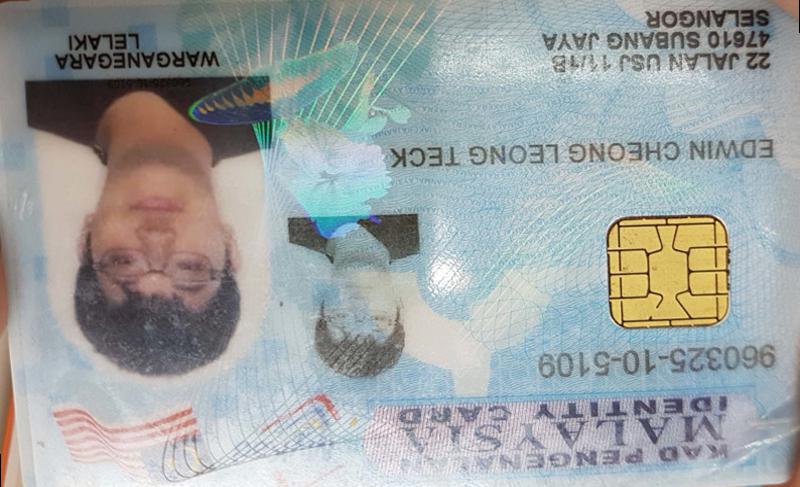 KAD PENGENALAN
MALAYSIA
IDENTITY CARD
960325-10-5109
EDWIN CHEONG LEONG TECK
22 JALAN USJ 11/1B
47610 SUBANG JAYA
SELANGOR
WARGANEGARA
LELAKI